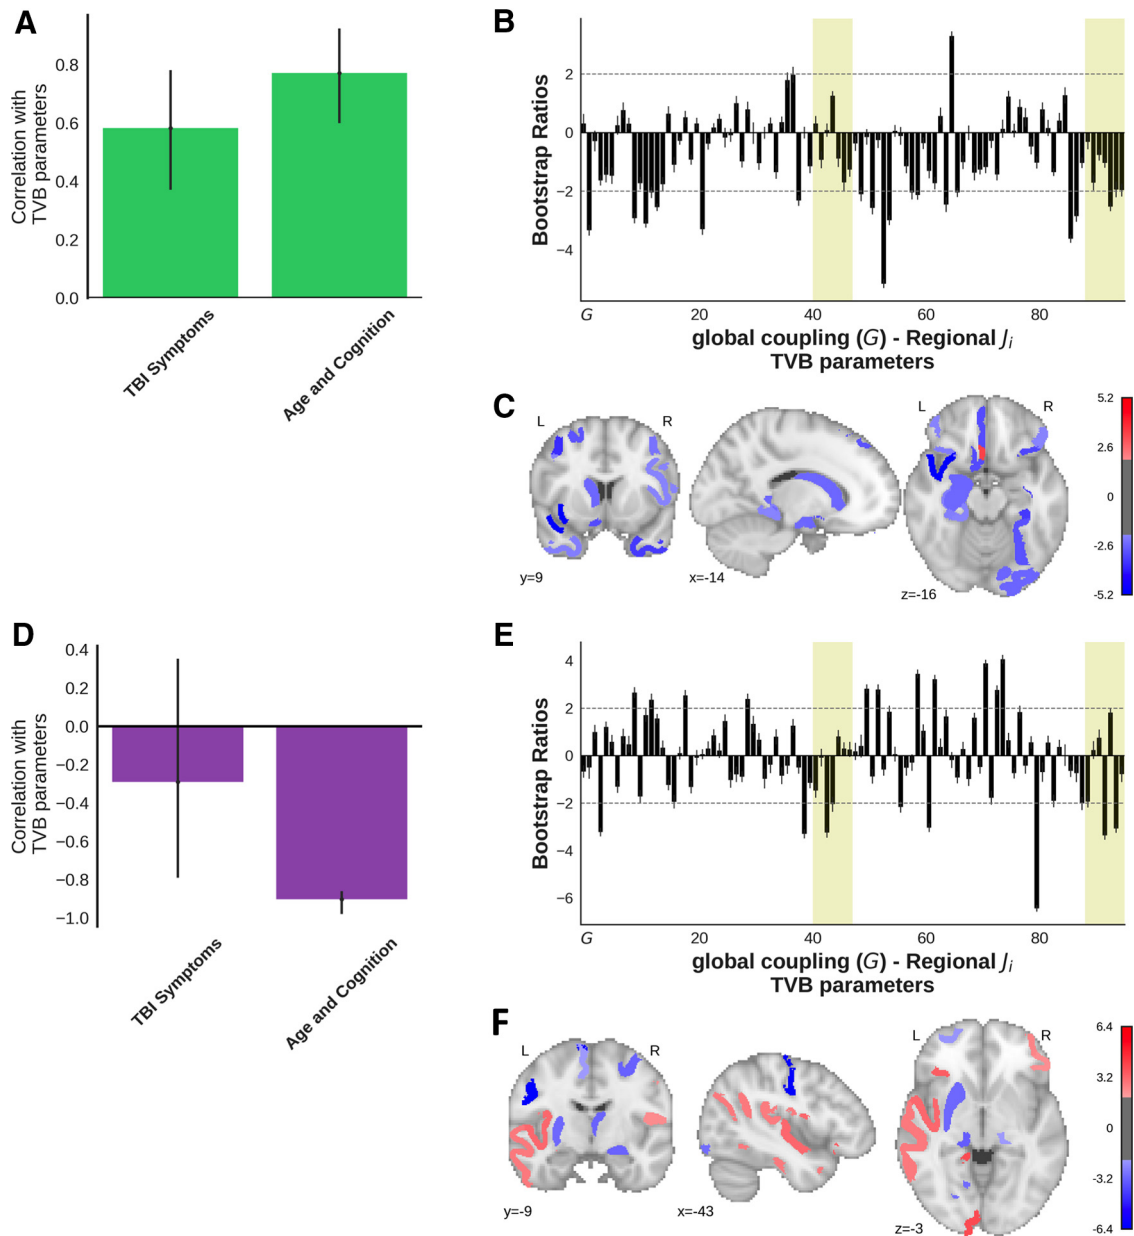 A
Correlation with
TVB parameters
0.8
0.6
0.4
0.2
0.0
TBI Symptoms
Age and Cognition
B
Bootstrap Ratios
2
0
−2
−4
G
20
40
60
80
global coupling (G) - Regional Ji
TVB parameters
C
L
R
y=9
x=-14
L
R
z=-16
5.2
2.6
0
-2.6
-5.2
D
Correlation with
TVB parameters
0.4
0.2
0.0
−0.2
−0.4
−0.6
−0.8
−1.0
TBI Symptoms
Age and Cognition
E
Bootstrap Ratios
4
2
0
−2
−4
−6
G
20
40
60
80
global coupling (G) - Regional Ji
TVB parameters
F
L
R
y=-9
x=-43
L
R
z=-3
6.4
3.2
0
-3.2
-6.4